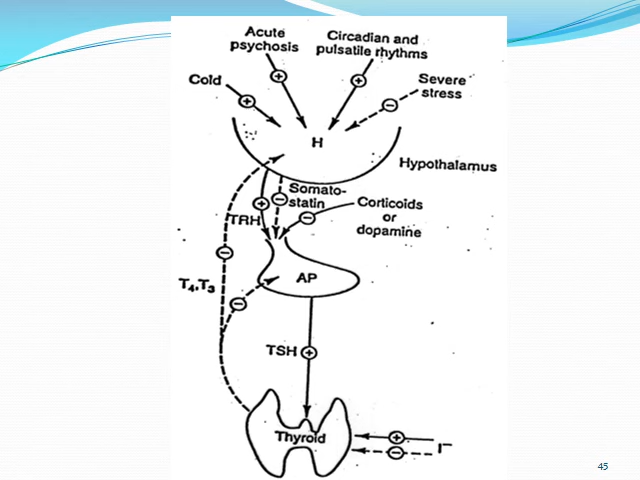 Acute
psychosis
Circadian and
pulsatile rhythms
Cold
Severe
stress
+
+
+
−
H
Hypothalamus
Somato-
statin
+
−
TRH
Corticoids
or
dopamine
−
−
AP
T₄,T₃
−
TSH
+
Thyroid
+
−
I⁻
45